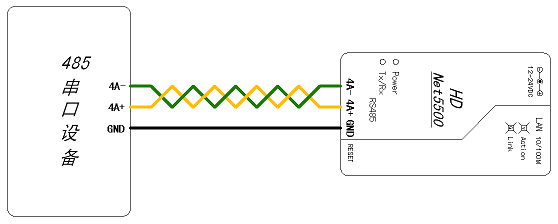 485
串
口
设
备
4A-
4A+
GND
4A-
4A+
GND
RS485
RESET
Power
Tx/Rx
HD
Net5500
12-24VDC
LAN 10/100M
Action
Link